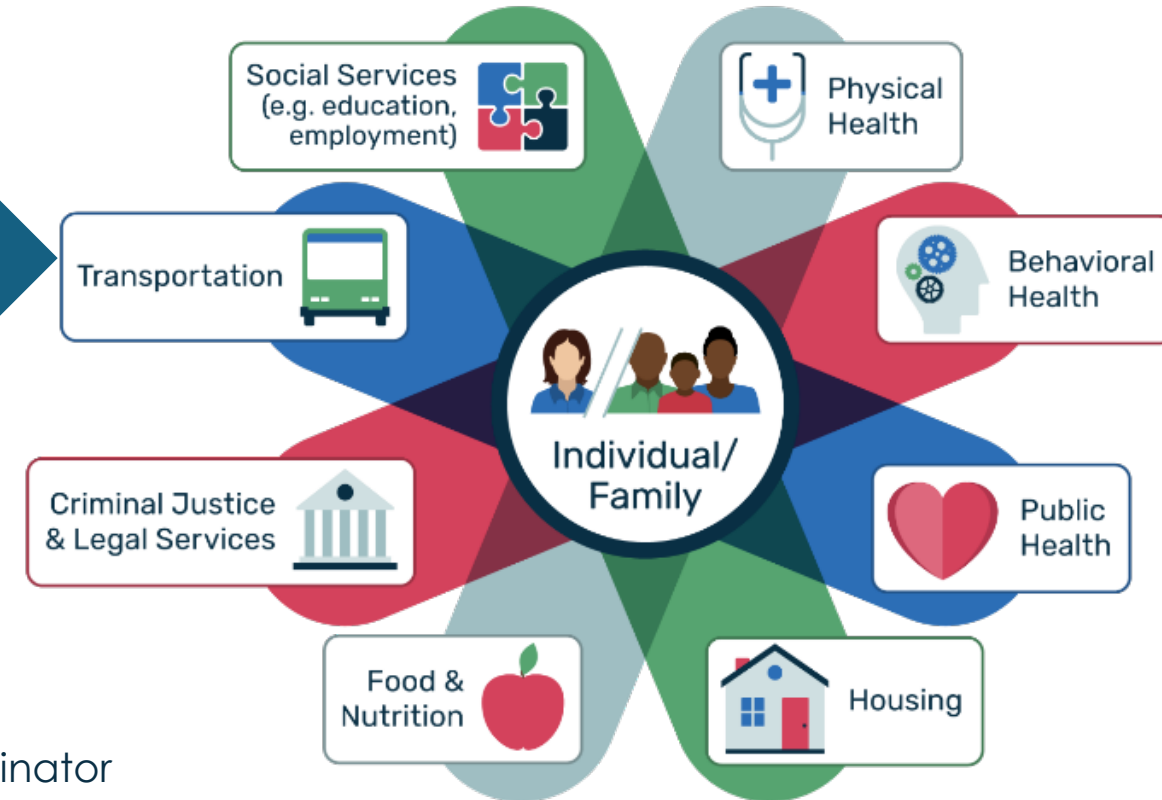 Social Services
(e.g. education,
employment)
Physical
Health
Transportation
Behavioral
Health
Individual/
Family
Criminal Justice
& Legal Services
Public
Health
Food &
Nutrition
Housing
inator